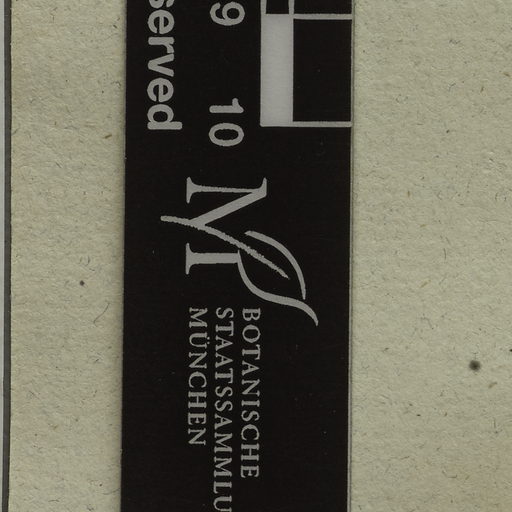 9 10
served
BOTANISCHE
STAATSSAMMLU
MÜNCHEN